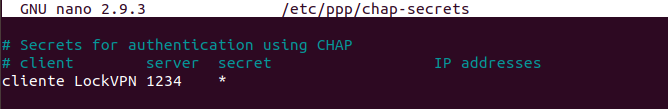 GNU nano 2.9.3 /etc/ppp/chap-secrets
# Secrets for authentication using CHAP
# client server secret IP addresses
cliente LockVPN 1234 *